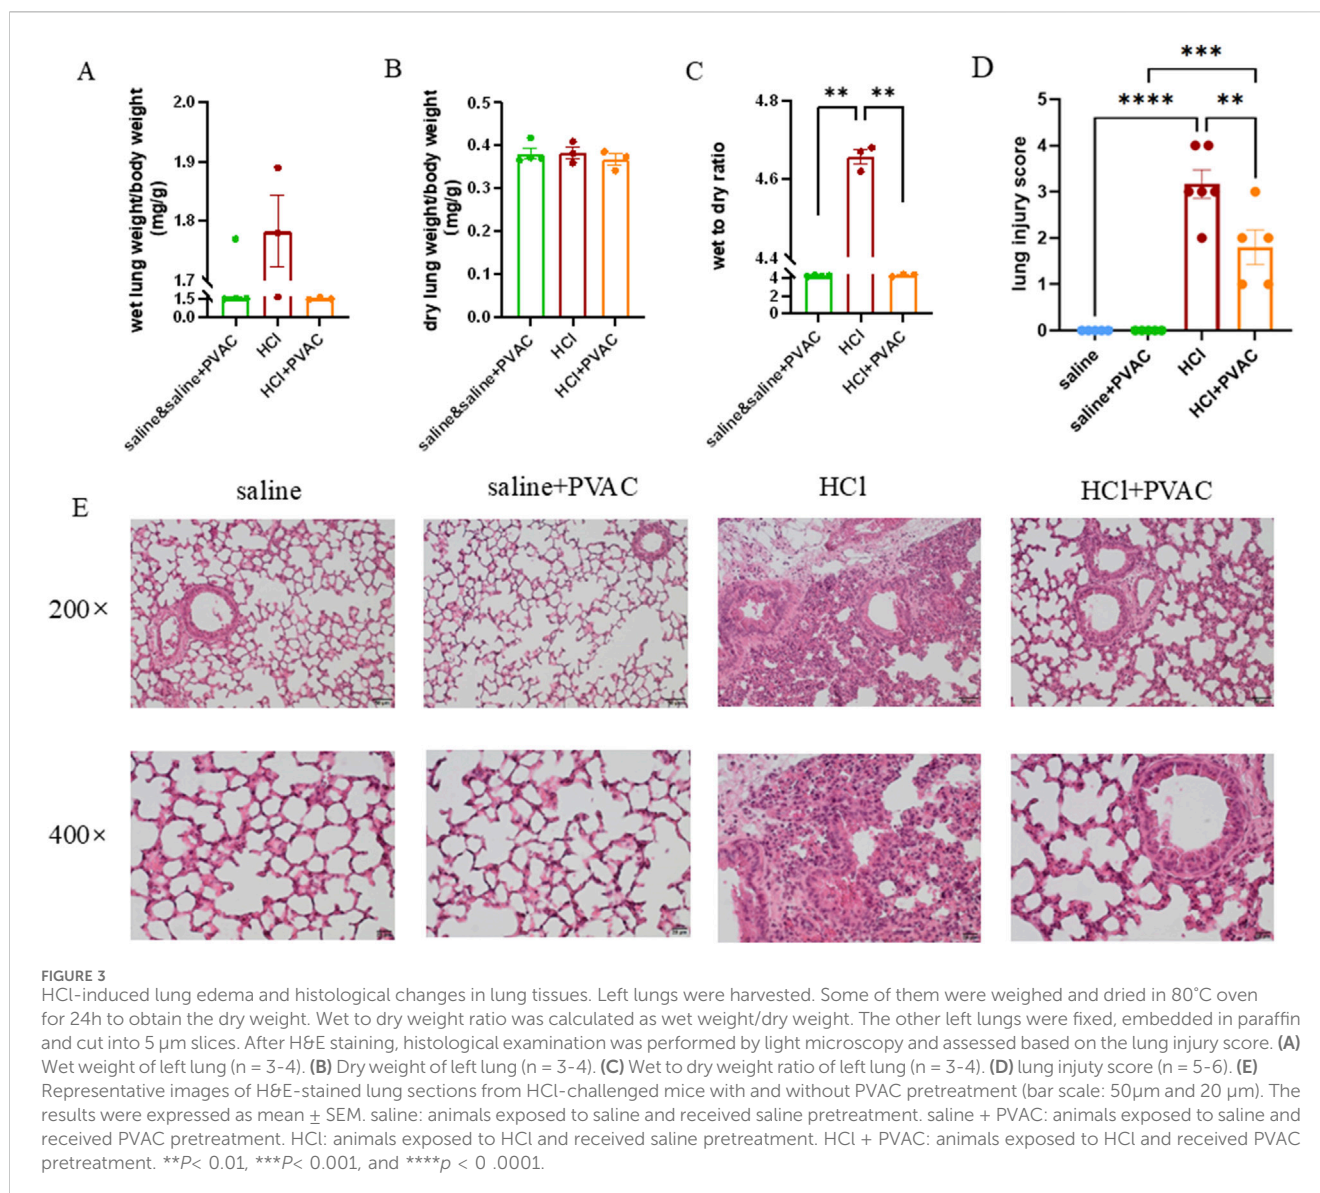 A
B
C
D
wet lung weight/body weight
(mg/g)
2.0
1.9
1.8
1.7
1.5
0.0
saline&saline+PVAC
HCl
HCl+PVAC
dry lung weight/body weight
(mg/g)
0.5
0.4
0.3
0.2
0.1
0.0
saline&saline+PVAC
HCl
HCl+PVAC
wet to dry ratio
** **
4.8
4.6
4.4
4
2
0
saline&saline+PVAC
HCl
HCl+PVAC
lung injury score
***
**** **
5
4
3
2
1
0
saline
saline+PVAC
HCl
HCl+PVAC
E
saline
saline+PVAC
HCl
HCl+PVAC
200×
400×
FIGURE 3
HCl-induced lung edema and histological changes in lung tissues. Left lungs were harvested. Some of them were weighed and dried in 80°C oven
for 24h to obtain the dry weight. Wet to dry weight ratio was calculated as wet weight/dry weight. The other left lungs were fixed, embedded in paraffin
and cut into 5 µm slices. After H&E staining, histological examination was performed by light microscopy and assessed based on the lung injury score. (A)
Wet weight of left lung (n = 3-4). (B) Dry weight of left lung (n = 3-4). (C) Wet to dry weight ratio of left lung (n = 3-4). (D) lung injuty score (n = 5-6). (E)
Representative images of H&E-stained lung sections from HCl-challenged mice with and without PVAC pretreatment (bar scale: 50µm and 20 µm). The
results were expressed as mean ± SEM. saline: animals exposed to saline and received saline pretreatment. saline + PVAC: animals exposed to saline and
received PVAC pretreatment. HCl: animals exposed to HCl and received saline pretreatment. HCl + PVAC: animals exposed to HCl and received PVAC
pretreatment. **P< 0.01, ***P< 0.001, and ****p < 0 .0001.